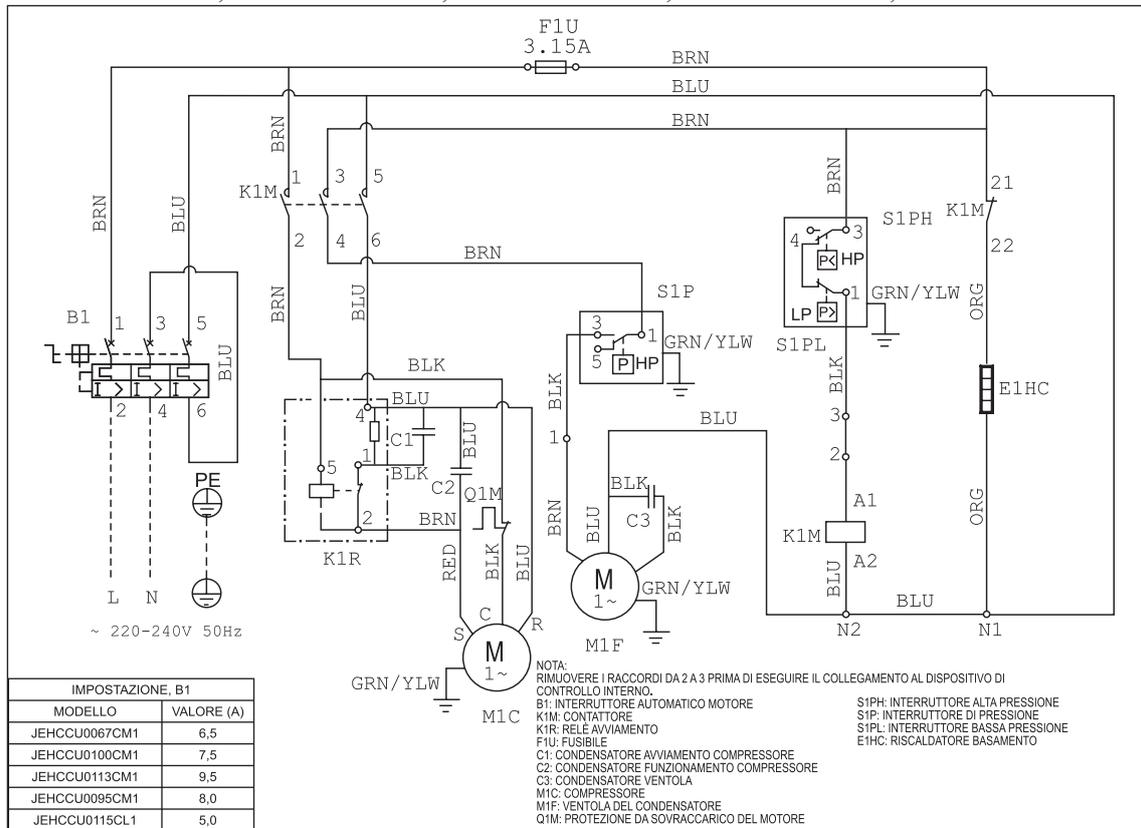 F1U
3.15A
BRN
BLU
BRN
BRN
BRN
BLU
BRN
K1M
1
3
5
2
4
6
21
K1M
22
S1PH
4
3
P< HP
LP P>
1
S1PL
GRN/YLW
ORG
BRN
BRN
BLU
S1P
3
1
5
P HP
GRN/YLW
B1
1
3
5
I >
I >
I >
2
4
6
BLU
BLK
BLK
BLK
E1HC
BLU
4
C1
BLU
BLU
1
3
5
1
BLK
C2
2
PE
Q1M
BLK
C3
BLK
ORG
A1
K1M
A2
BRN
BLU
2
BRN
K1R
RED
BLK
BLU
M
1~
GRN/YLW
BLU
BLU
L
N
~ 220-240V 50Hz
S
C
R
N2
N1
M1F
M
1~
GRN/YLW
M1C
IMPOSTAZIONE, B1
MODELLO VALORE (A)
JEHCCU0067CM1 6,5
JEHCCU0100CM1 7,5
JEHCCU0113CM1 9,5
JEHCCU0095CM1 8,0
JEHCCU0115CL1 5,0
NOTA:
RIMUOVERE I RACCORDI DA 2 A 3 PRIMA DI ESEGUIRE IL COLLEGAMENTO AL DISPOSITIVO DI
CONTROLLO INTERNO.
B1: INTERRUTTORE AUTOMATICO MOTORE
K1M: CONTATTORE
K1R: RELÈ AVVIAMENTO
F1U: FUSIBILE
C1: CONDENSATORE AVVIAMENTO COMPRESSORE
C2: CONDENSATORE FUNZIONAMENTO COMPRESSORE
C3: CONDENSATORE VENTOLA
M1C: COMPRESSORE
M1F: VENTOLA DEL CONDENSATORE
Q1M: PROTEZIONE DA SOVRACCARICO DEL MOTORE
S1PH: INTERRUTTORE ALTA PRESSIONE
S1P: INTERRUTTORE DI PRESSIONE
S1PL: INTERRUTTORE BASSA PRESSIONE
E1HC: RISCALDATORE BASAMENTO